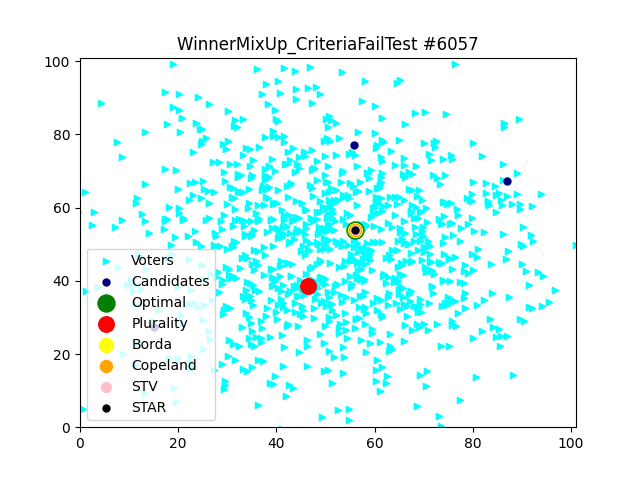 WinnerMixUp_CriteriaFailTest #6057
100
80
60
40
20
0
0 20 40 60 80 100
Voters
Candidates
Optimal
Plurality
Borda
Copeland
STV
STAR